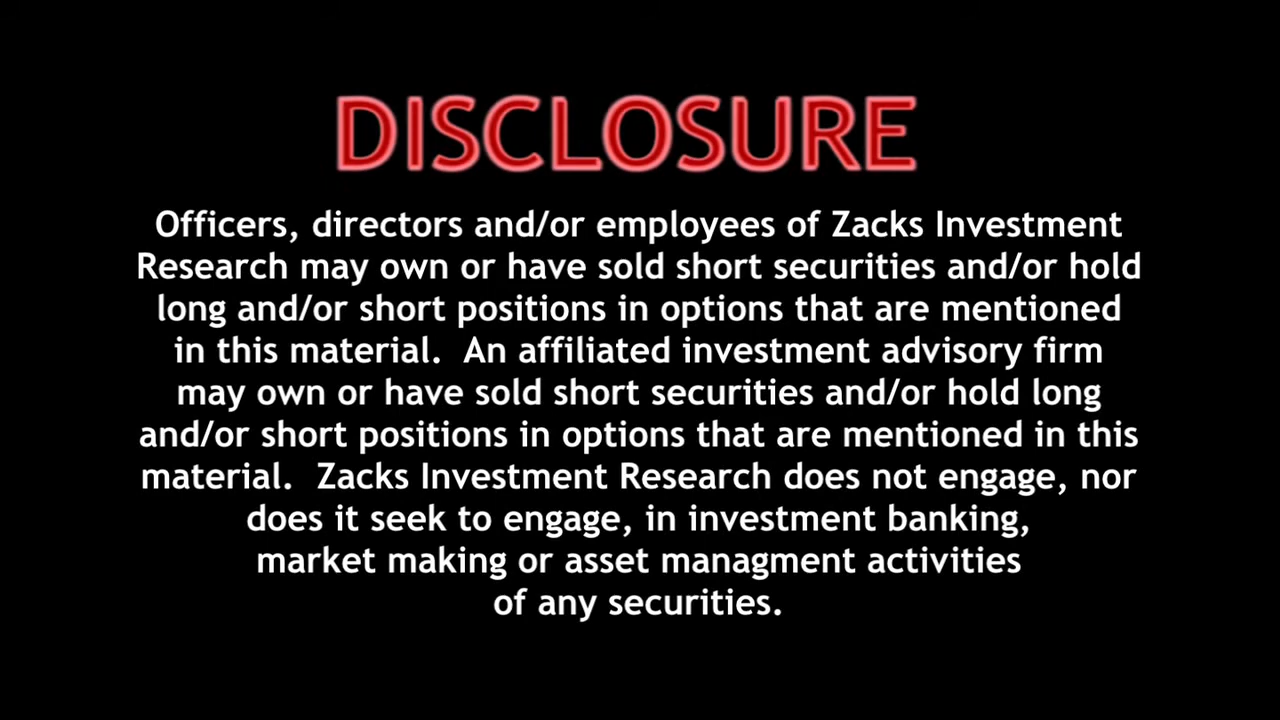 DISCLOSURE
Officers, directors and/or employees of Zacks Investment
Research may own or have sold short securities and/or hold
long and/or short positions in options that are mentioned
in this material.  An affiliated investment advisory firm
may own or have sold short securities and/or hold long
and/or short positions in options that are mentioned in this
material.  Zacks Investment Research does not engage, nor
does it seek to engage, in investment banking,
market making or asset managment activities
of any securities.